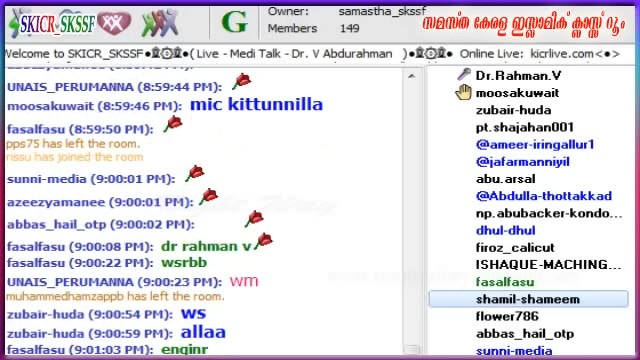 SKICR_SKSSF
G
Owner: samastha_skssf
Members 149
സമസ്ത കേരള ഇസ്ലാമിക് ക്ലാസ്സ് റൂം
Welcome to SKICR_SKSSF
( Live - Medi Talk - Dr. V Abdurahman )
Online Live: kicrlive.com
UNAIS_PERUMANNA (8:59:44 PM):
moosakuwait (8:59:46 PM): mic kittunnilla
fasalfasu (8:59:50 PM):
pps75 has left the room.
rissu has joined the room
sunni-media (9:00:01 PM):
azeezyamanee (9:00:01 PM):
abbas_hail_otp (9:00:02 PM):
fasalfasu (9:00:08 PM): dr rahman v
fasalfasu (9:00:22 PM): wsrbb
UNAIS_PERUMANNA (9:00:23 PM): wm
muhammedhamzappb has left the room.
zubair-huda (9:00:54 PM): ws
zubair-huda (9:00:59 PM): allaa
fasalfasu (9:01:03 PM): enginr
Dr.Rahman.V
moosakuwait
zubair-huda
pt.shajahan001
@ameer-iringallur1
@jafarmanniyil
abu.arsal
@Abdulla-thottakkad
np.abubacker-kondo...
dhul-dhul
firoz_calicut
ISHAQUE-MACHING...
fasalfasu
shamil-shameem
flower786
abbas_hail_otp
sunni-media